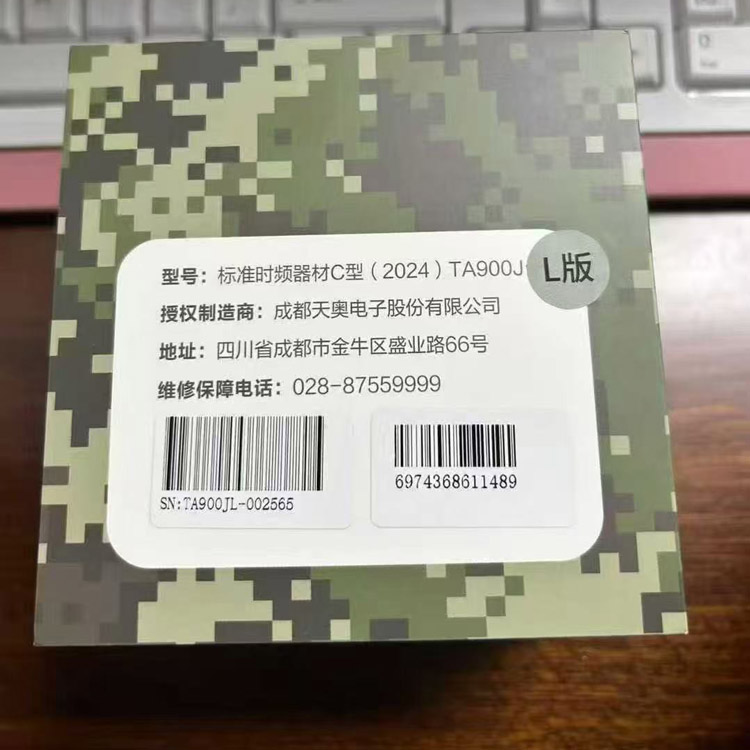 型号：标准时频器材C型（2024）TA900J
L版
授权制造商：成都天奥电子股份有限公司
地址：四川省成都市金牛区盛业路66号
维修保障电话：028-87559999
SN:TA900JL-002565
6974368611489